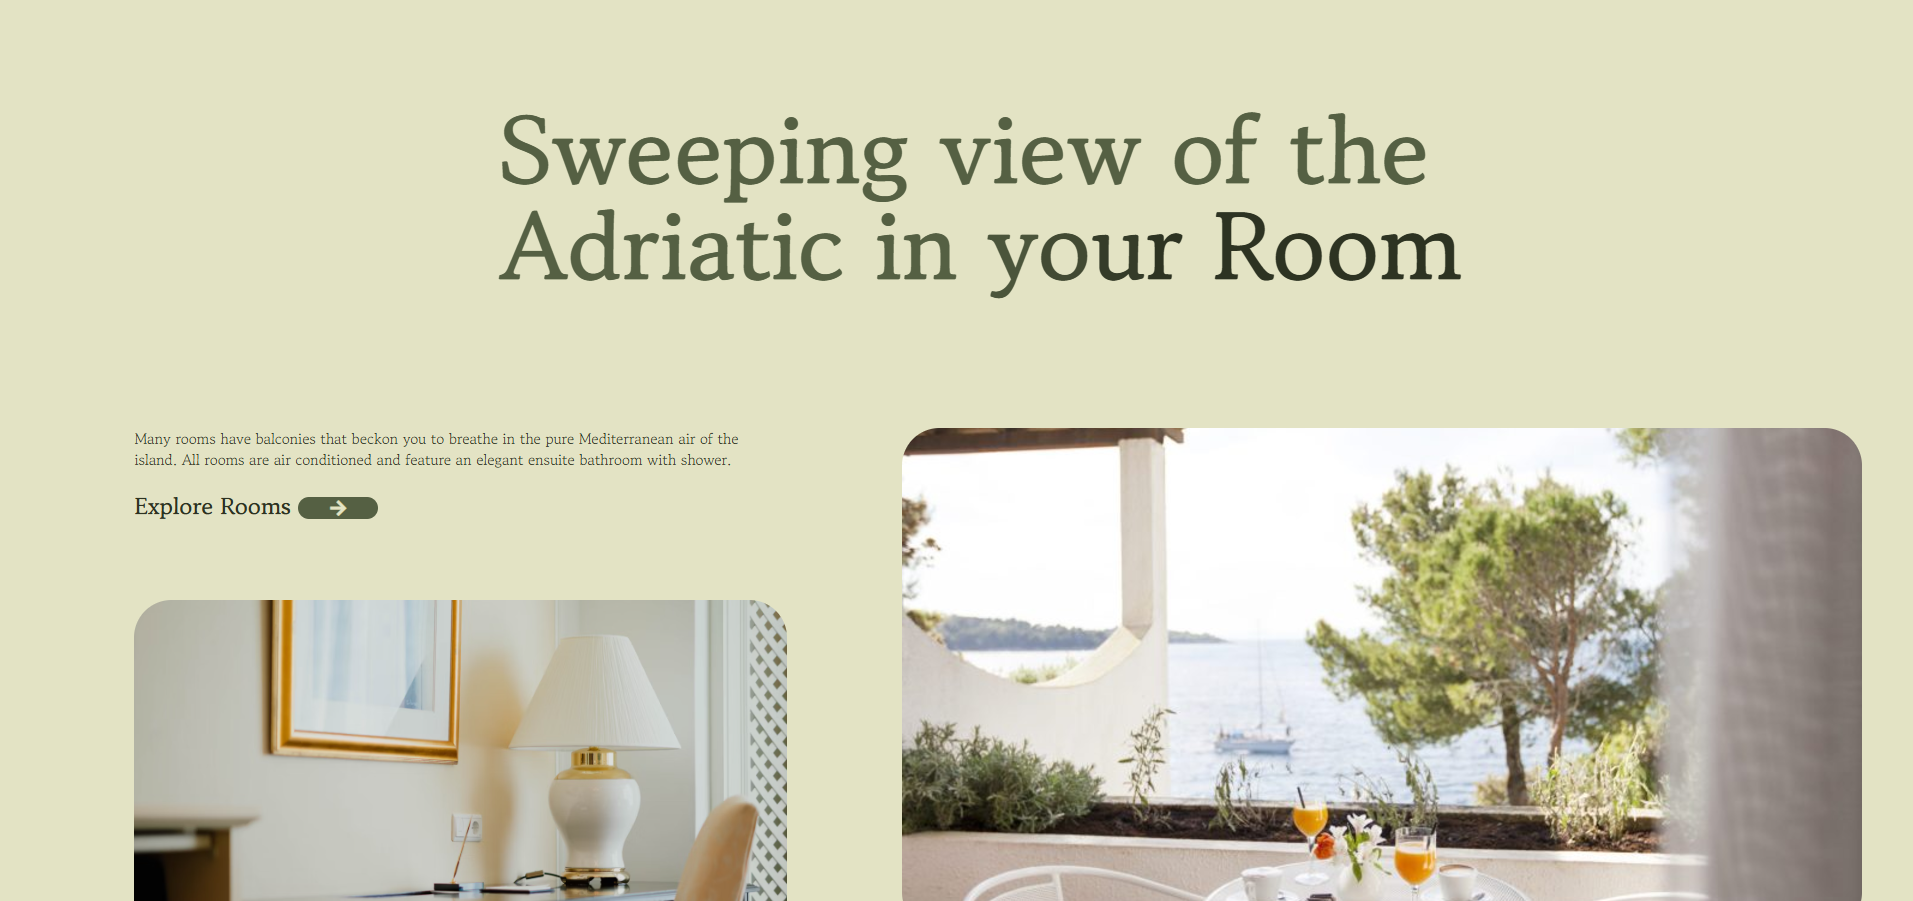 Sweeping view of the
Adriatic in your Room
Many rooms have balconies that beckon you to breathe in the pure Mediterranean air of the
island. All rooms are air conditioned and feature an elegant ensuite bathroom with shower.
Explore Rooms